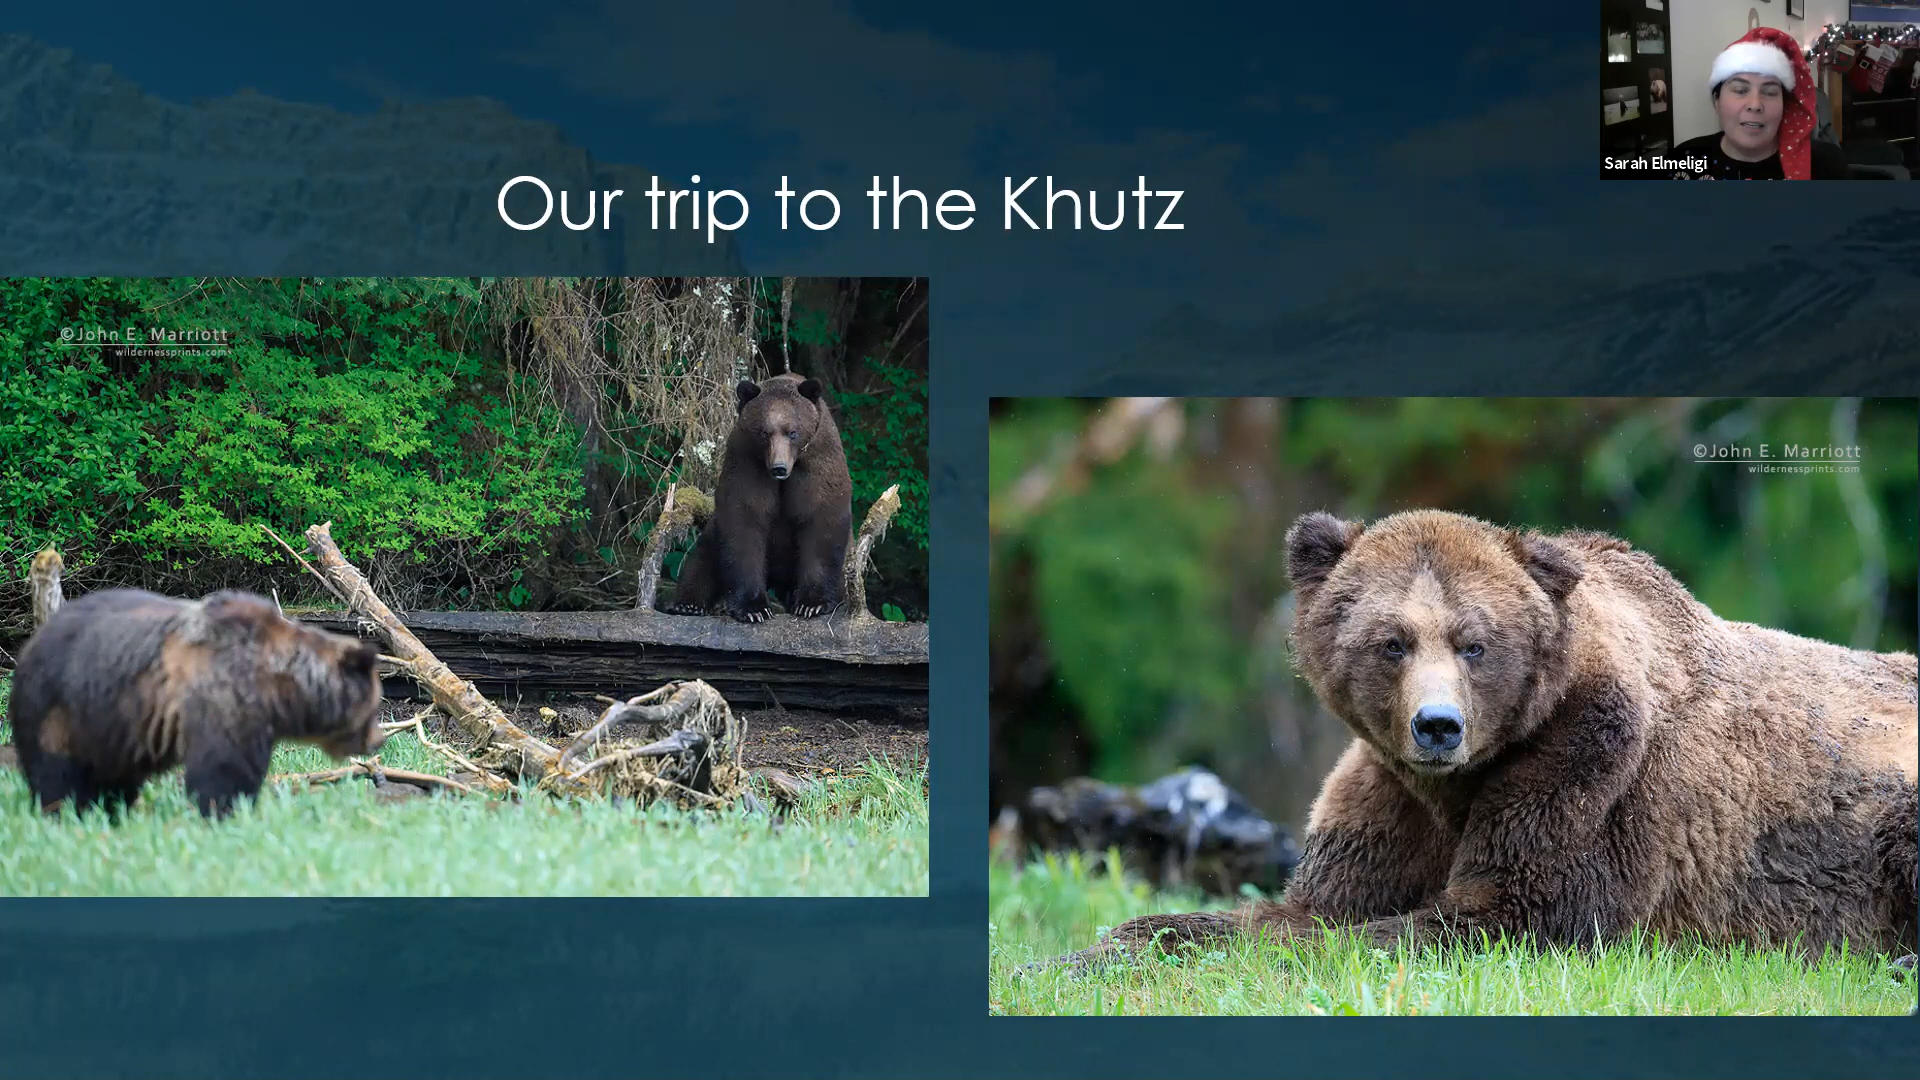 Sarah Elmeligi
Our trip to the Khutz
©John E. Marriott
wildernessprints.com
©John E. Marriott
wildernessprints.com